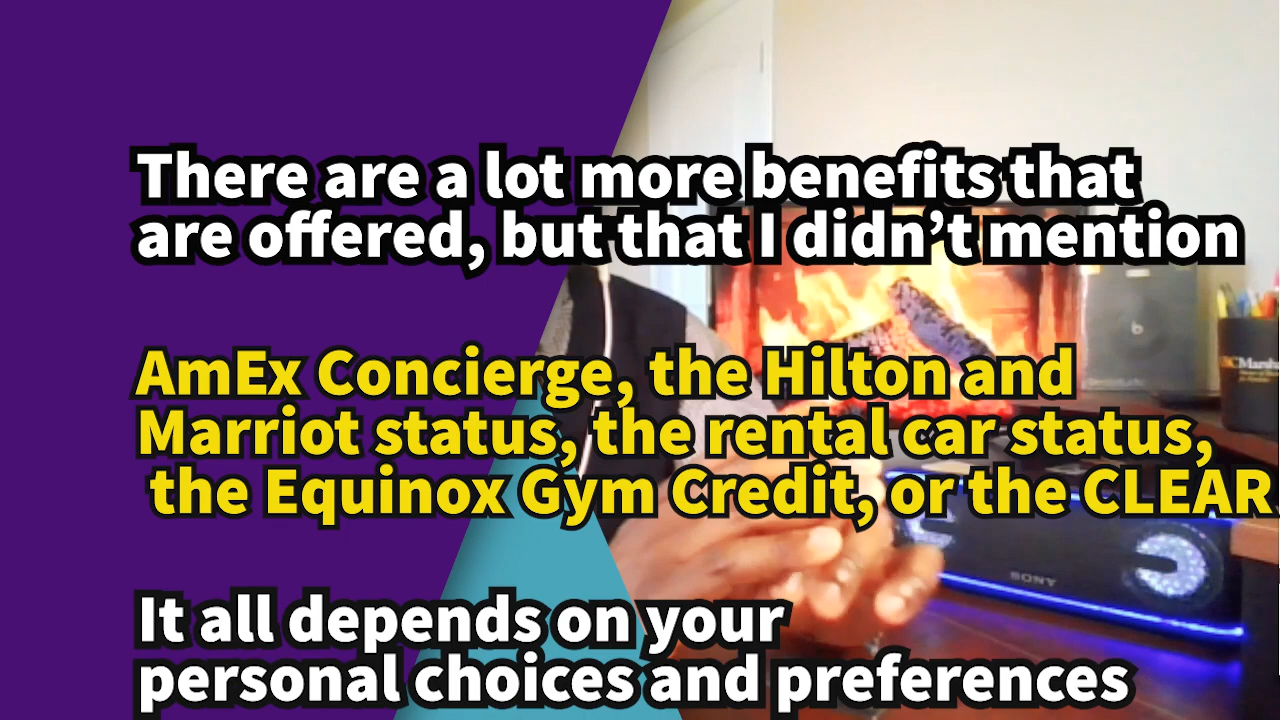 There are a lot more benefits that
are offered, but that I didn’t mention
AmEx Concierge, the Hilton and
Marriot status, the rental car status,
the Equinox Gym Credit, or the CLEAR
It all depends on your
personal choices and preferences
SONY